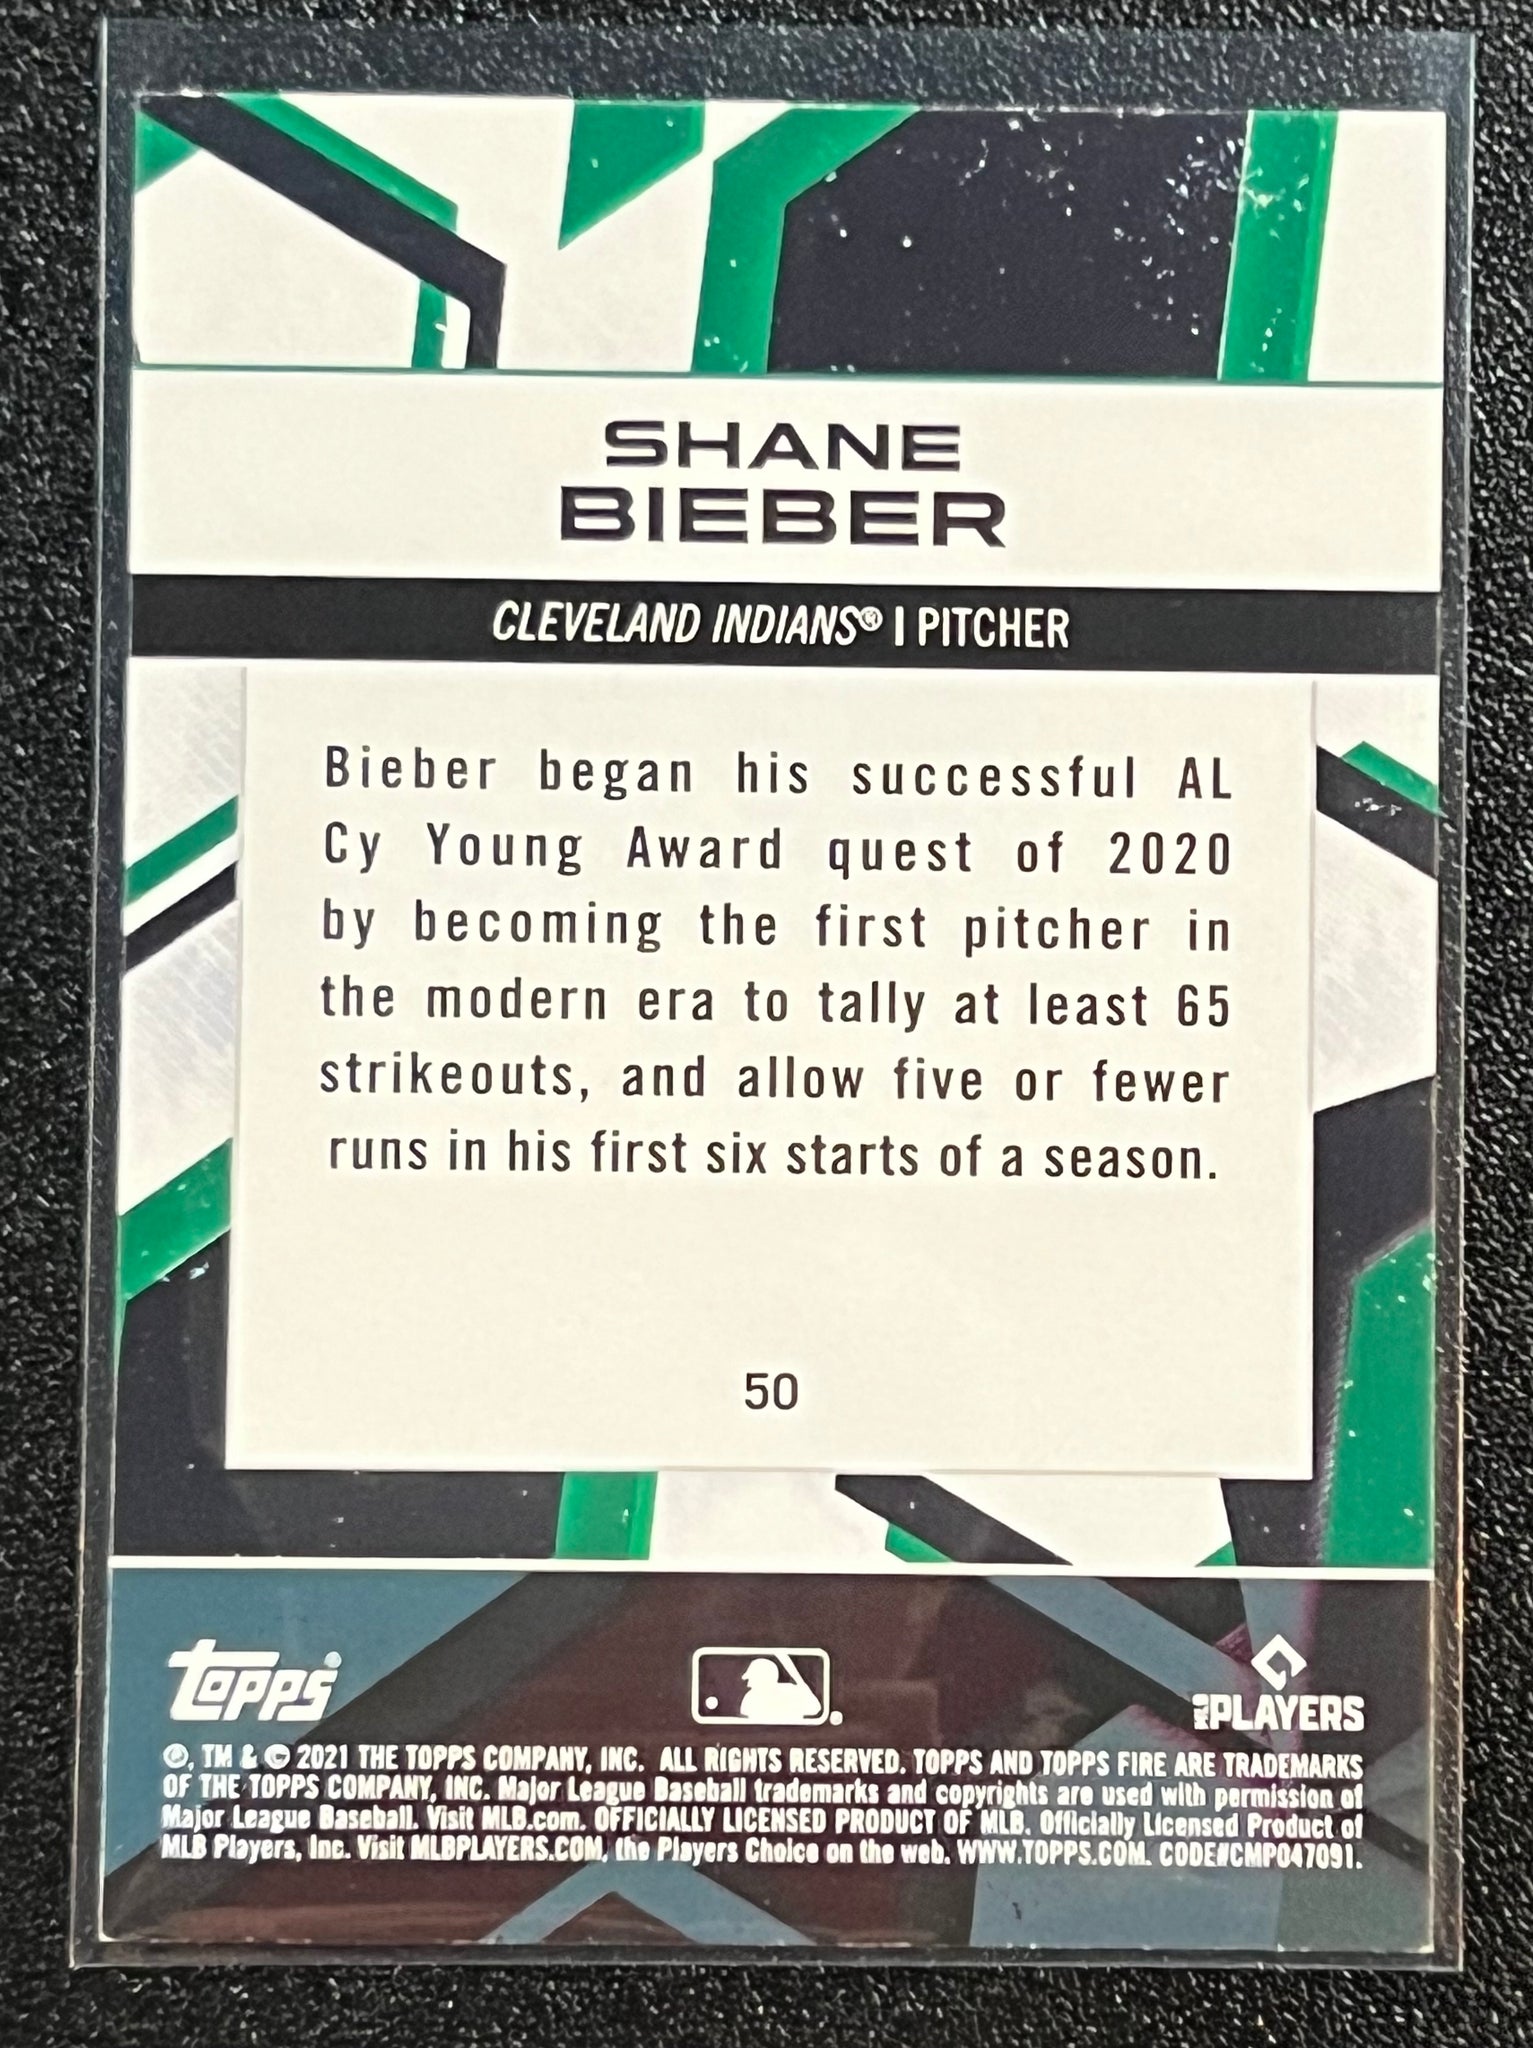 SHANE
BIEBER
CLEVELAND INDIANS® | PITCHER
Bieber began his successful AL
Cy Young Award quest of 2020
by becoming the first pitcher in
the modern era to tally at least 65
strikeouts, and allow five or fewer
runs in his first six starts of a season.
50
topps
MLB PLAYERS
®, TM & © 2021 THE TOPPS COMPANY, INC. ALL RIGHTS RESERVED. TOPPS AND TOPPS FIRE ARE TRADEMARKS
OF THE TOPPS COMPANY, INC. Major League Baseball trademarks and copyrights are used with permission of
Major League Baseball. Visit MLB.com. OFFICIALLY LICENSED PRODUCT OF MLB. Officially Licensed Product of
MLB Players, Inc. Visit MLBPLAYERS.COM, the Players Choice on the web. WWW.TOPPS.COM. CODE#CMP047091.